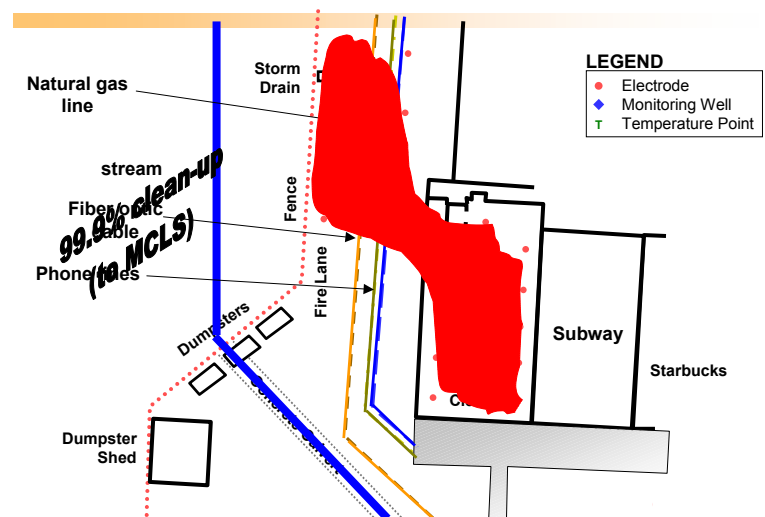 LEGEND
Electrode
Monitoring Well
T Temperature Point
Storm
Drain
Natural gas
line
stream
99.9% clean-up
(to MCLS)
Fiber optic
Phone lines
Fence
Fire Lane
Dumpsters
Subway
Starbucks
Dumpster
Shed
Concrete